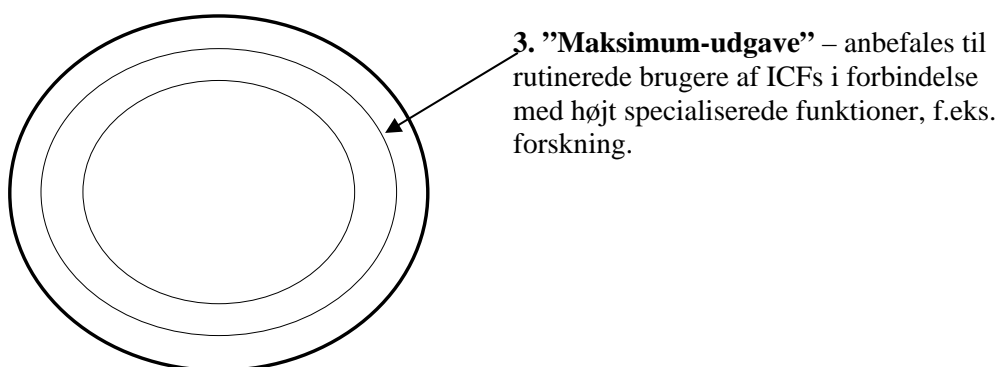 3. ”Maksimum-udgave” – anbefales til
rutinerede brugere af ICFs i forbindelse
med højt specialiserede funktioner, f.eks.
forskning.